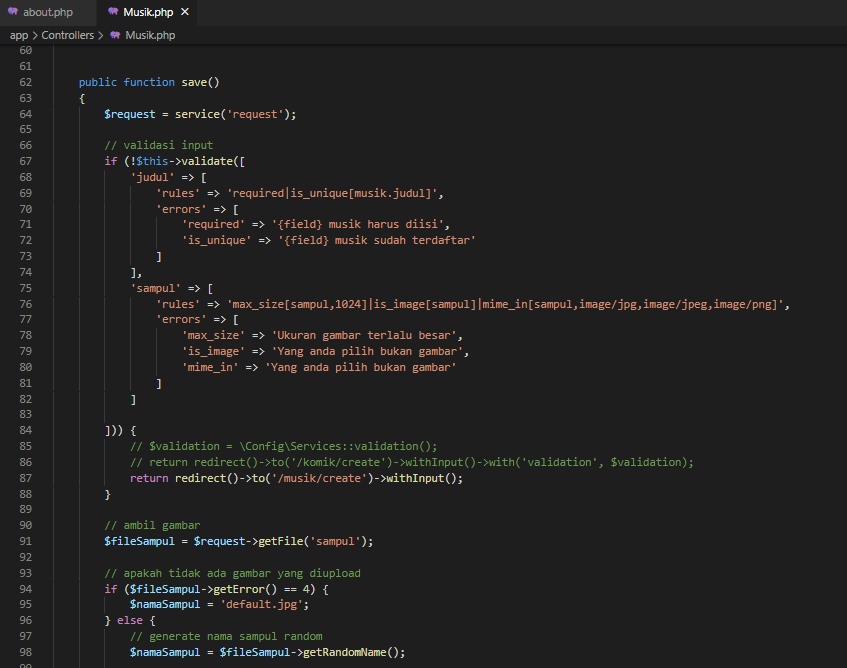 about.php Musik.php ×
app > Controllers > Musik.php
60
61
62 public function save()
63 {
64 $request = service('request');
65
66 // validasi input
67 if (!$this->validate([
68 'judul' => [
69 'rules' => 'required|is_unique[musik.judul]',
70 'errors' => [
71 'required' => '{field} musik harus diisi',
72 'is_unique' => '{field} musik sudah terdaftar'
73 ]
74 ],
75 'sampul' => [
76 'rules' => 'max_size[sampul,1024]|is_image[sampul]|mime_in[sampul,image/jpg,image/jpeg,image/png]',
77 'errors' => [
78 'max_size' => 'Ukuran gambar terlalu besar',
79 'is_image' => 'Yang anda pilih bukan gambar',
80 'mime_in' => 'Yang anda pilih bukan gambar'
81 ]
82 ]
83
84 ])) {
85 // $validation = \Config\Services::validation();
86 // return redirect()->to('/komik/create')->withInput()->with('validation', $validation);
87 return redirect()->to('/musik/create')->withInput();
88 }
89
90 // ambil gambar
91 $fileSampul = $request->getFile('sampul');
92
93 // apakah tidak ada gambar yang diupload
94 if ($fileSampul->getError() == 4) {
95 $namaSampul = 'default.jpg';
96 } else {
97 // generate nama sampul random
98 $namaSampul = $fileSampul->getRandomName();
99